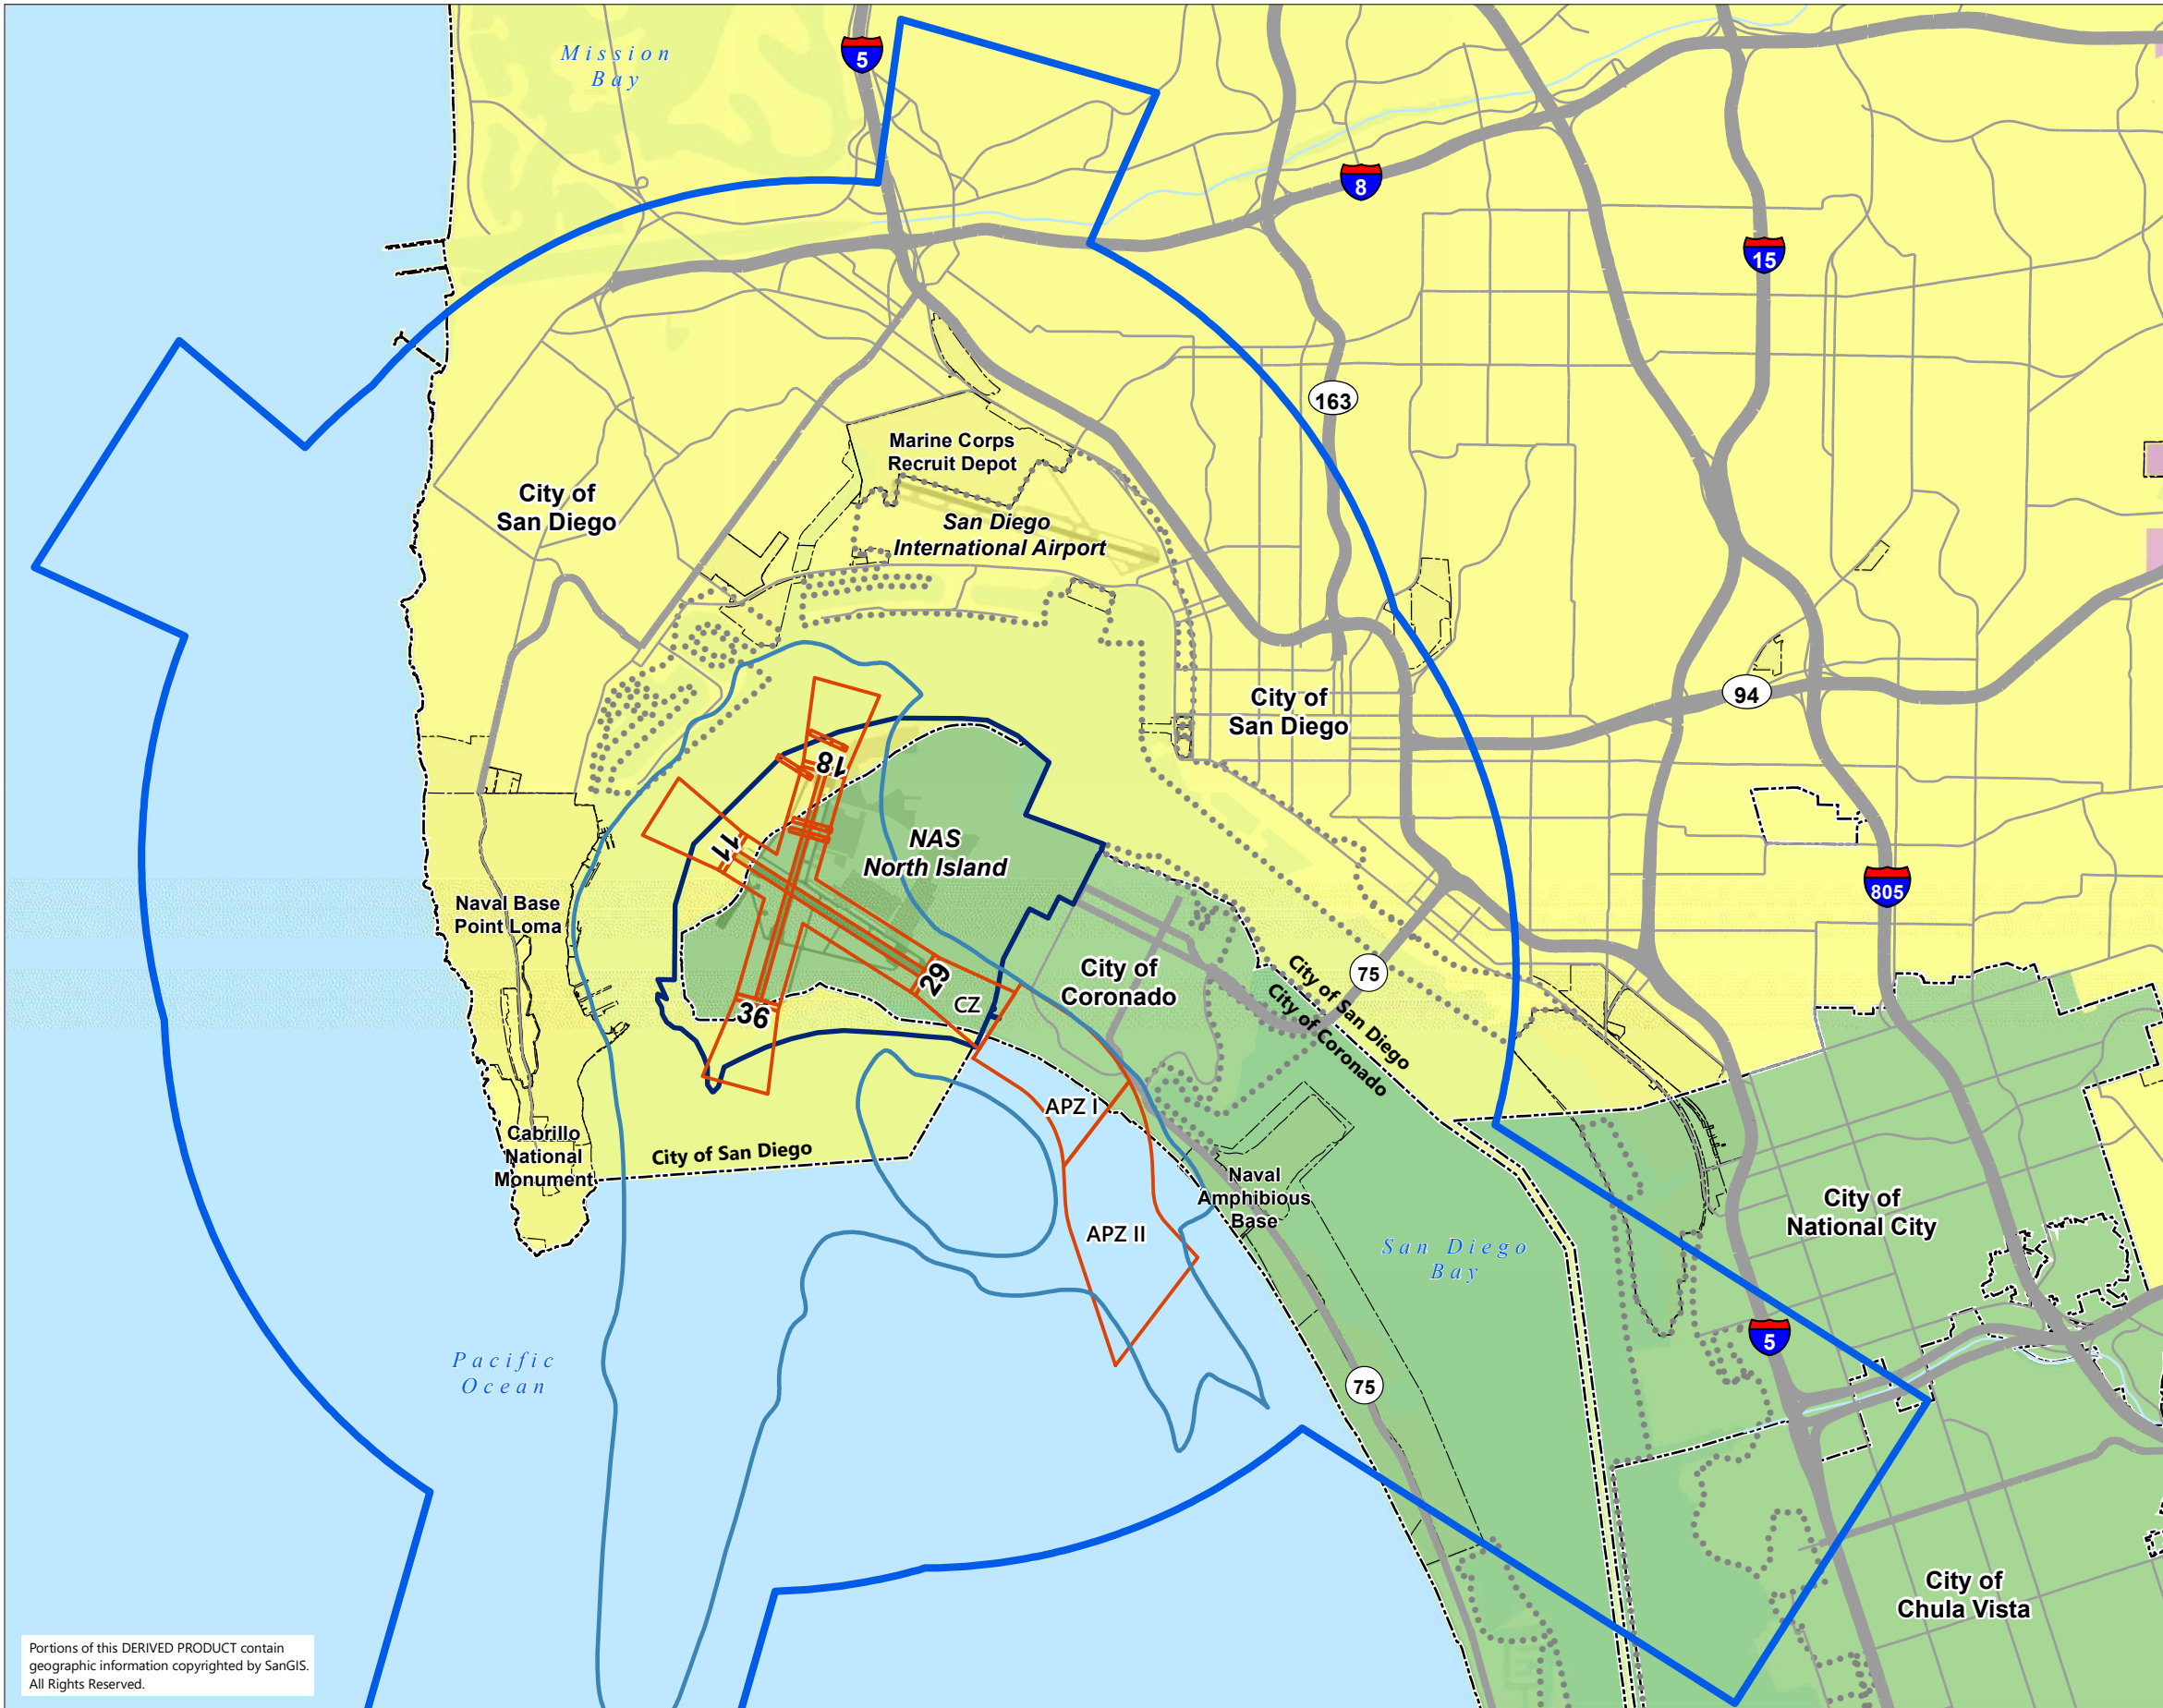 Mission
Bay
5
8
15
163
Marine Corps
Recruit Depot
City of
San Diego
San Diego
International Airport
City of
San Diego
94
18
11
NAS
North Island
805
Naval Base
Point Loma
29
CZ
36
City of
Coronado
75
City of San Diego
City of Coronado
APZ I
Cabrillo
National
Monument
City of San Diego
Naval
Amphibious
Base
APZ II
San Diego
Bay
City of
National City
5
Pacific
Ocean
75
City of
Chula Vista
Portions of this DERIVED PRODUCT contain
geographic information copyrighted by SanGIS.
All Rights Reserved.